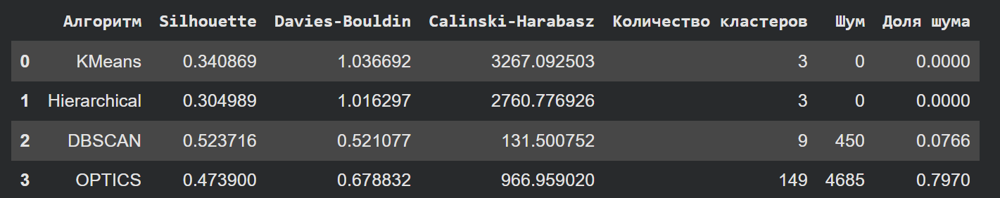 Алгоритм Silhouette Davies-Bouldin Calinski-Harabasz Количество кластеров Шум Доля шума
0 KMeans 0.340869 1.036692 3267.092503 3 0 0.0000
1 Hierarchical 0.304989 1.016297 2760.776926 3 0 0.0000
2 DBSCAN 0.523716 0.521077 131.500752 9 450 0.0766
3 OPTICS 0.473900 0.678832 966.959020 149 4685 0.7970